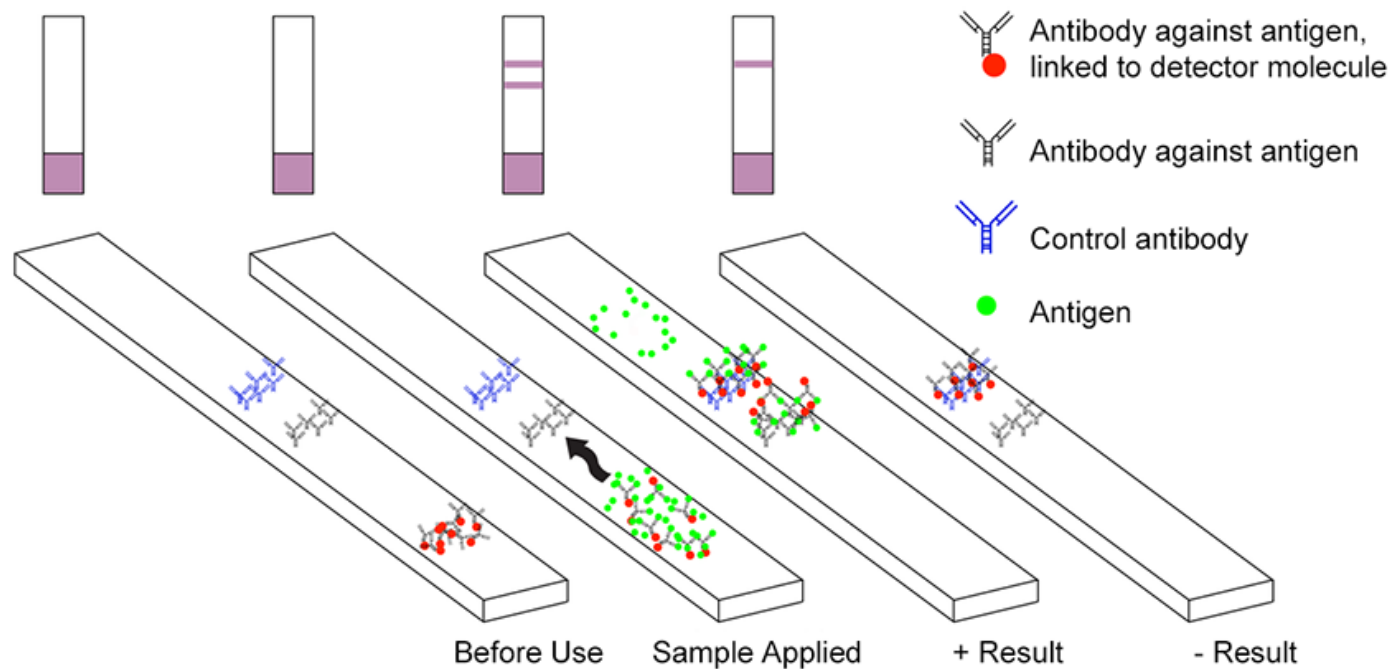 Antibody against antigen,
linked to detector molecule
Antibody against antigen
Control antibody
Antigen
Before Use
Sample Applied
+ Result
- Result